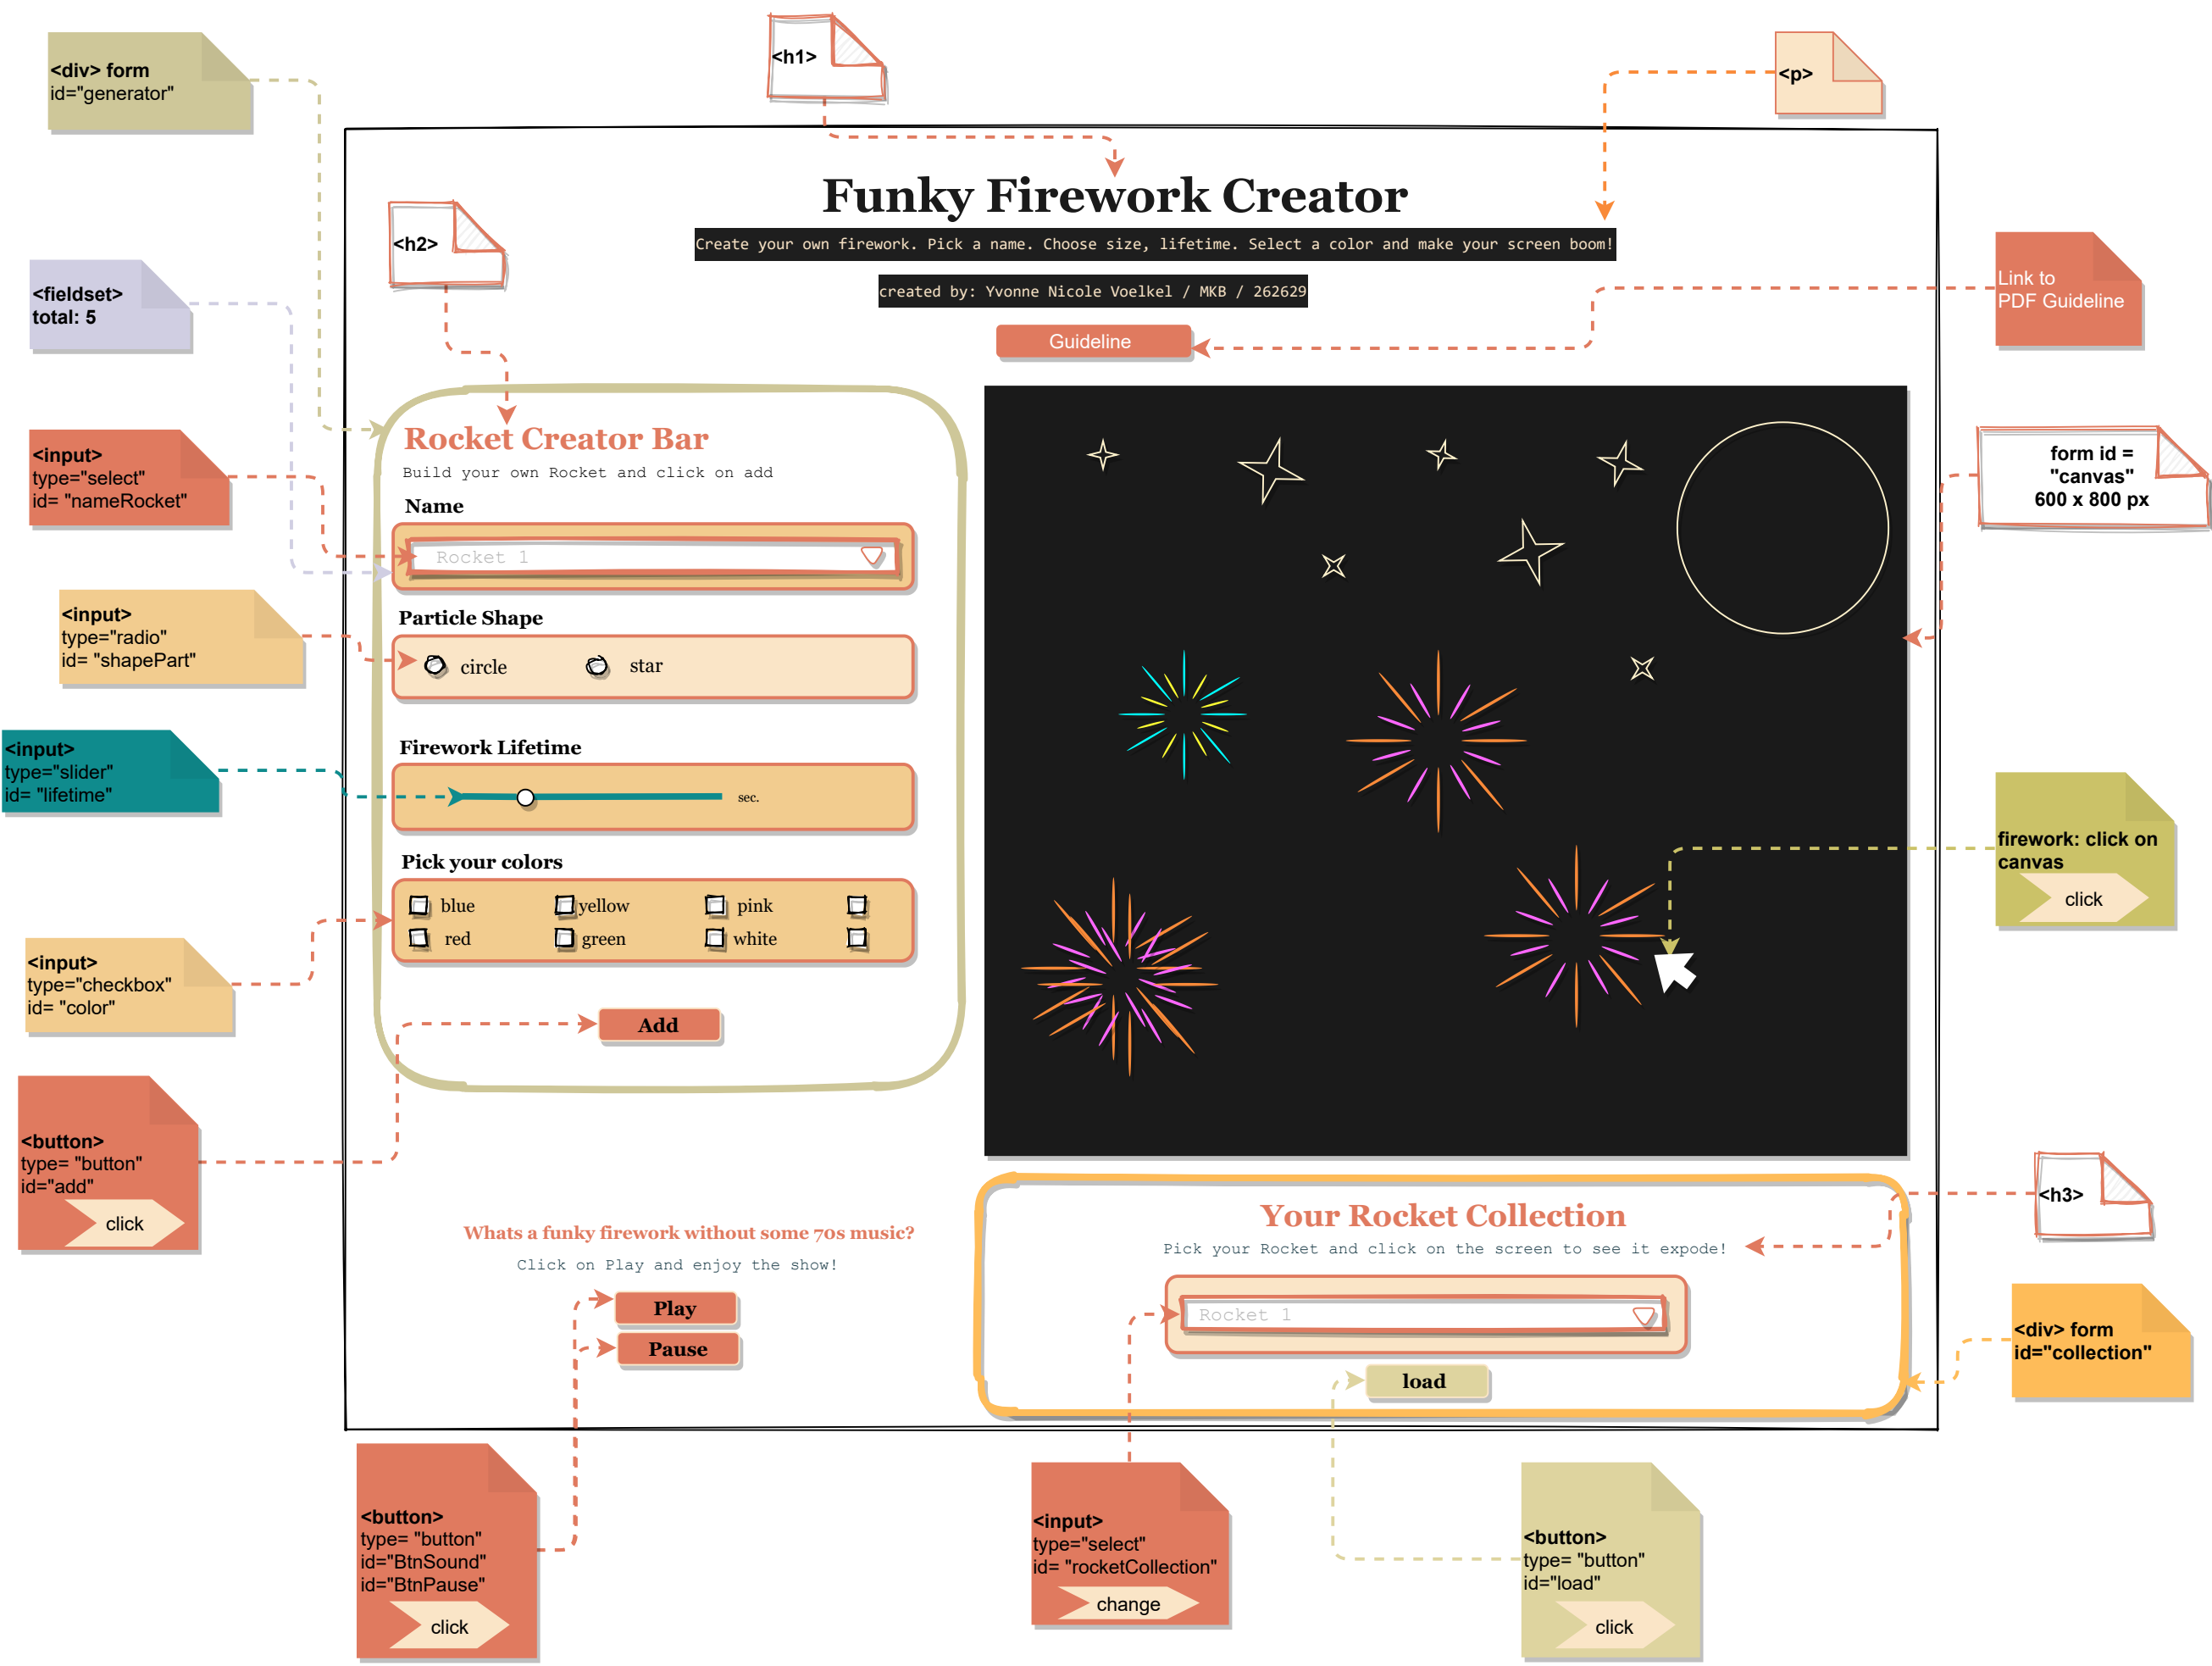 <h1>
<p>
<div> form
id="generator"
Funky Firework Creator
<h2>
Create your own firework. Pick a name. Choose size, lifetime. Select a color and make your screen boom!
created by: Yvonne Nicole Voelkel / MKB / 262629
Link to
PDF Guideline
<fieldset>
total: 5
Guideline
Rocket Creator Bar
Build your own Rocket and click on add
<input>
type="select"
id= "nameRocket"
form id =
"canvas"
600 x 800 px
Name
Rocket 1
<input>
type="radio"
id= "shapePart"
Particle Shape
circle
star
<input>
type="slider"
id= "lifetime"
Firework Lifetime
sec.
firework: click on
canvas
click
Pick your colors
blue
yellow
pink
red
green
white
<input>
type="checkbox"
id= "color"
Add
<button>
type= "button"
id="add"
click
<h3>
Your Rocket Collection
Pick your Rocket and click on the screen to see it expode!
Whats a funky firework without some 70s music?
Click on Play and enjoy the show!
Play
Pause
Rocket 1
load
<div> form
id="collection"
<button>
type= "button"
id="BtnSound"
id="BtnPause"
click
<input>
type="select"
id= "rocketCollection"
change
<button>
type= "button"
id="load"
click